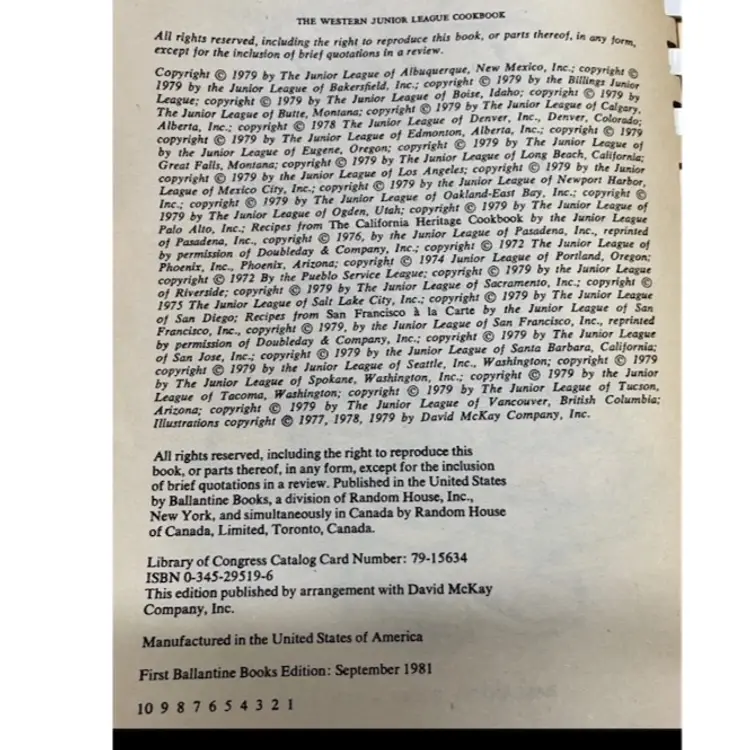 THE WESTERN JUNIOR LEAGUE COOKBOOK
All rights reserved, including the right to reproduce this book, or parts thereof, in any form,
except for the inclusion of brief quotations in a review.
Copyright © 1979 by The Junior League of Albuquerque, New Mexico, Inc.; copyright ©
1979 by the Junior League of Bakersfield, Inc.; copyright © 1979 by the Billings Junior
League; copyright © 1979 by The Junior League of Boise, Idaho; copyright © 1979 by
The Junior League of Butte, Montana; copyright © 1979 by The Junior League of Calgary,
Alberta, Inc.; copyright © 1978 The Junior League of Denver, Inc., Denver, Colorado;
copyright © 1979 by The Junior League of Edmonton, Alberta, Inc.; copyright © 1979
by the Junior League of Eugene, Oregon; copyright © 1979 by The Junior League of
Great Falls, Montana; copyright © 1979 by The Junior League of Long Beach, California;
copyright © 1979 by the Junior League of Los Angeles; copyright © 1979 by the Junior
League of Mexico City, Inc.; copyright © 1979 by the Junior League of Newport Harbor,
Inc.; copyright © 1979 by The Junior League of Oakland-East Bay, Inc.; copyright ©
1979 by The Junior League of Ogden, Utah; copyright © 1979 by The Junior League of
Palo Alto, Inc.; Recipes from The California Heritage Cookbook by the Junior League
of Pasadena, Inc., copyright © 1976, by the Junior League of Pasadena, Inc., reprinted
by permission of Doubleday & Company, Inc.; copyright © 1972 The Junior League of
Phoenix, Inc., Phoenix, Arizona; copyright © 1974 Junior League of Portland, Oregon;
copyright © 1972 By the Pueblo Service League; copyright © 1979 by the Junior League
of Riverside; copyright © 1979 by The Junior League of Sacramento, Inc.; copyright ©
1975 The Junior League of Salt Lake City, Inc.; copyright © 1979 by The Junior League
of San Diego; Recipes from San Francisco à la Carte by the Junior League of San
Francisco, Inc., copyright © 1979, by the Junior League of San Francisco, Inc., reprinted
by permission of Doubleday & Company, Inc.; copyright © 1979 by The Junior League
of San Jose, Inc.; copyright © 1979 by the Junior League of Santa Barbara, California;
copyright © 1979 by the Junior League of Seattle, Inc., Washington; copyright © 1979
by The Junior League of Spokane, Washington, Inc.; copyright © 1979 by the Junior
League of Tacoma, Washington; copyright © 1979 by The Junior League of Tucson,
Arizona; copyright © 1979 by The Junior League of Vancouver, British Columbia;
Illustrations copyright © 1977, 1978, 1979 by David McKay Company, Inc.
All rights reserved, including the right to reproduce this
book, or parts thereof, in any form, except for the inclusion
of brief quotations in a review. Published in the United States
by Ballantine Books, a division of Random House, Inc.,
New York, and simultaneously in Canada by Random House
of Canada, Limited, Toronto, Canada.
Library of Congress Catalog Card Number: 79-15634
ISBN 0-345-29519-6
This edition published by arrangement with David McKay
Company, Inc.
Manufactured in the United States of America
First Ballantine Books Edition: September 1981
10 9 8 7 6 5 4 3 2 1